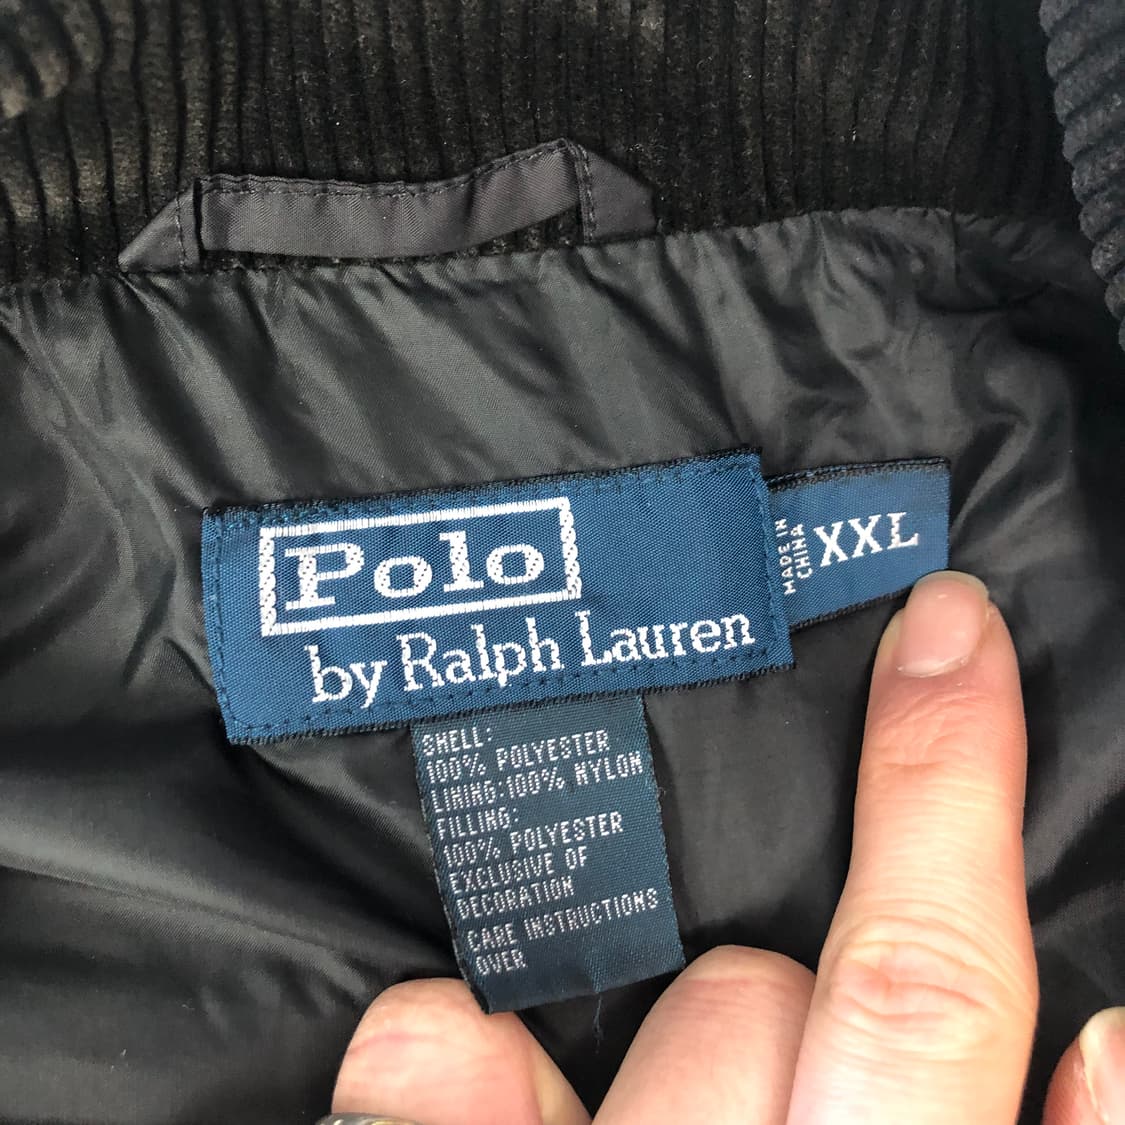 Polo
by Ralph Lauren
MADE IN
CHINA
XXL
SHELL:
100% POLYESTER
LINING:100% NYLON
FILLING:
100% POLYESTER
EXCLUSIVE OF
DECORATION
CARE INSTRUCTIONS
OVER